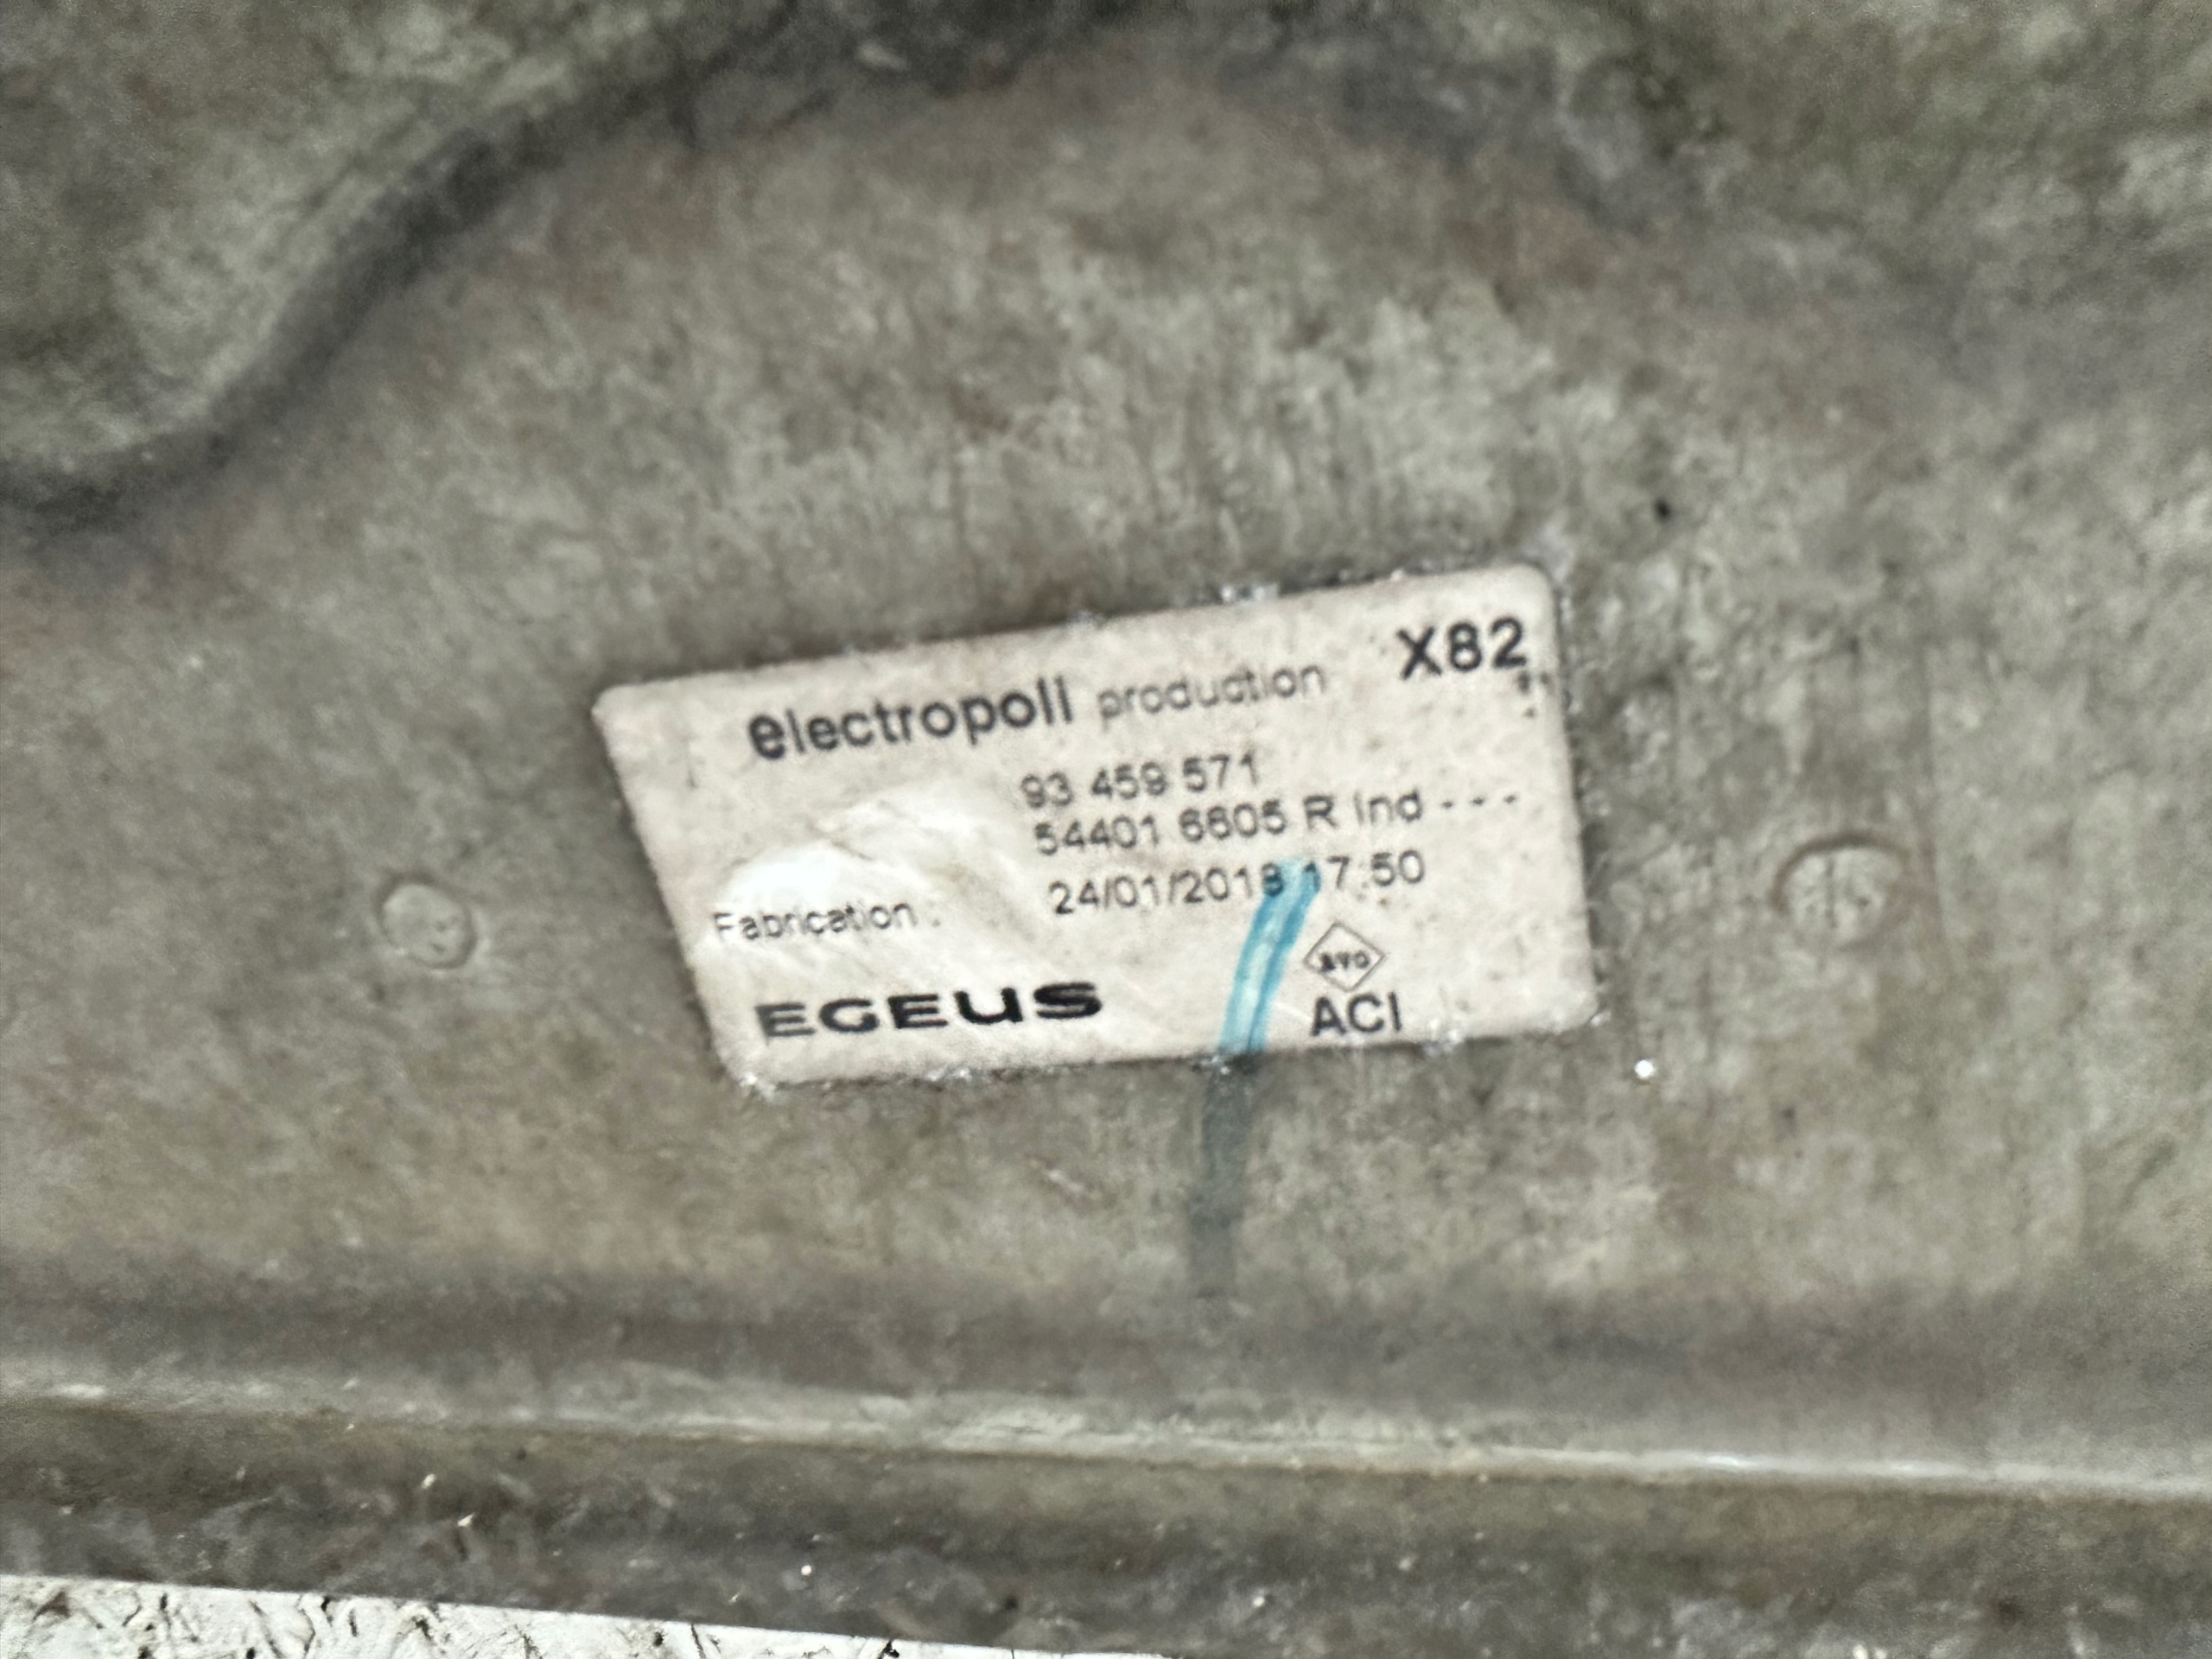 electropoli production X82
93 459 571
54401 6605 R Ind ---
Fabrication : 24/01/2018 17:50
EGEUS
ACI